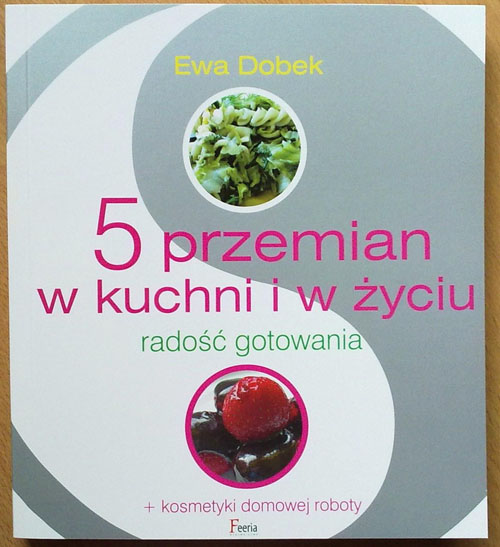 Ewa Dobek
5 przemian
w kuchni i w życiu
radość gotowania
+ kosmetyki domowej roboty
Feeria